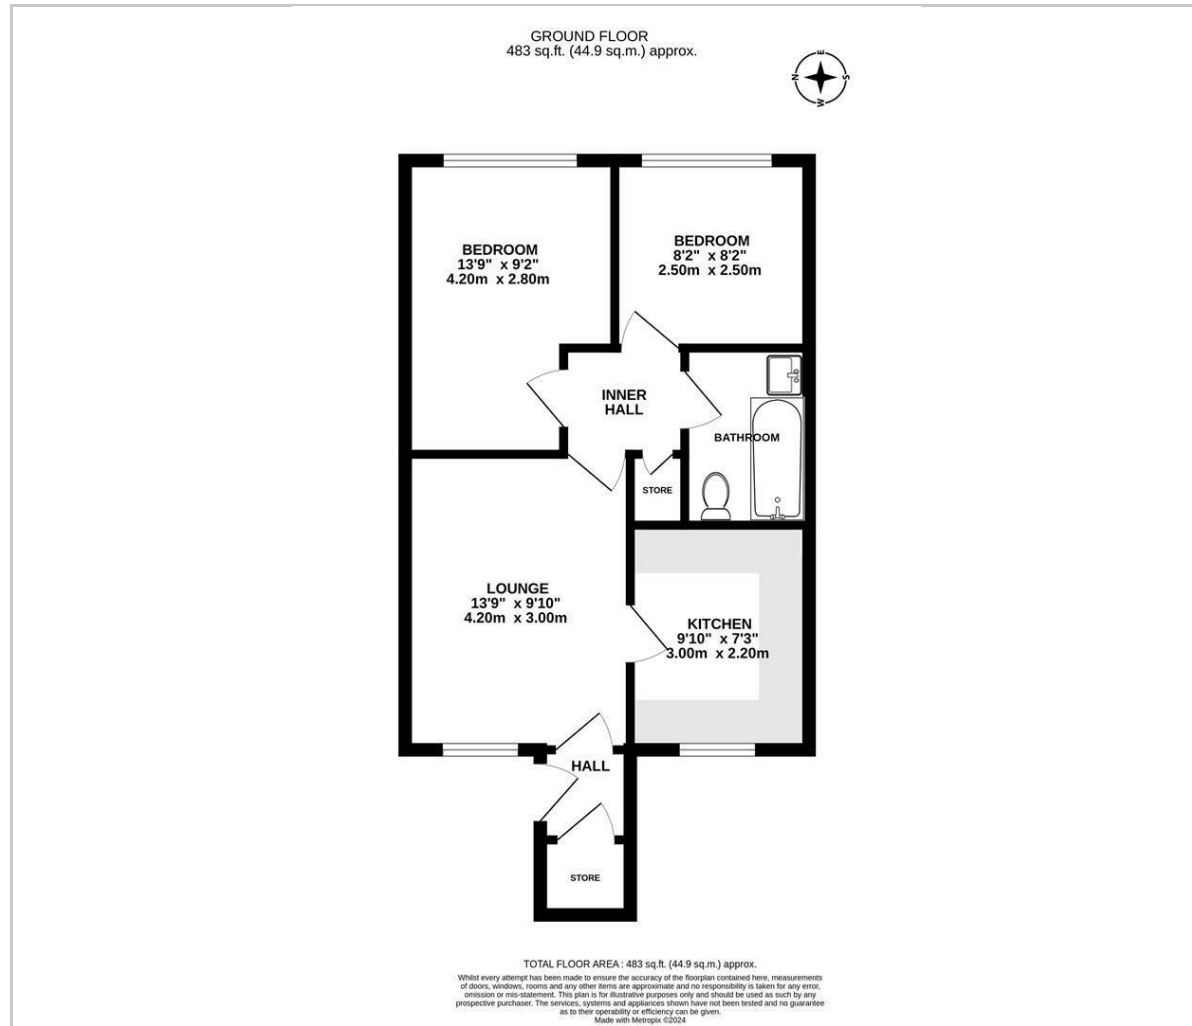 GROUND FLOOR
483 sq.ft. (44.9 sq.m.) approx.
E
N
S
W
BEDROOM
13'9" x 9'2"
4.20m x 2.80m
BEDROOM
8'2" x 8'2"
2.50m x 2.50m
INNER
HALL
BATHROOM
STORE
LOUNGE
13'9" x 9'10"
4.20m x 3.00m
KITCHEN
9'10" x 7'3"
3.00m x 2.20m
HALL
STORE
TOTAL FLOOR AREA : 483 sq.ft. (44.9 sq.m.) approx.
Whilst every attempt has been made to ensure the accuracy of the floorplan contained here, measurements
of doors, windows, rooms and any other items are approximate and no responsibility is taken for any error,
omission or mis-statement. This plan is for illustrative purposes only and should be used as such by any
prospective purchaser. The services, systems and appliances shown have not been tested and no guarantee
as to their operability or efficiency can be given.
Made with Metropix ©2024